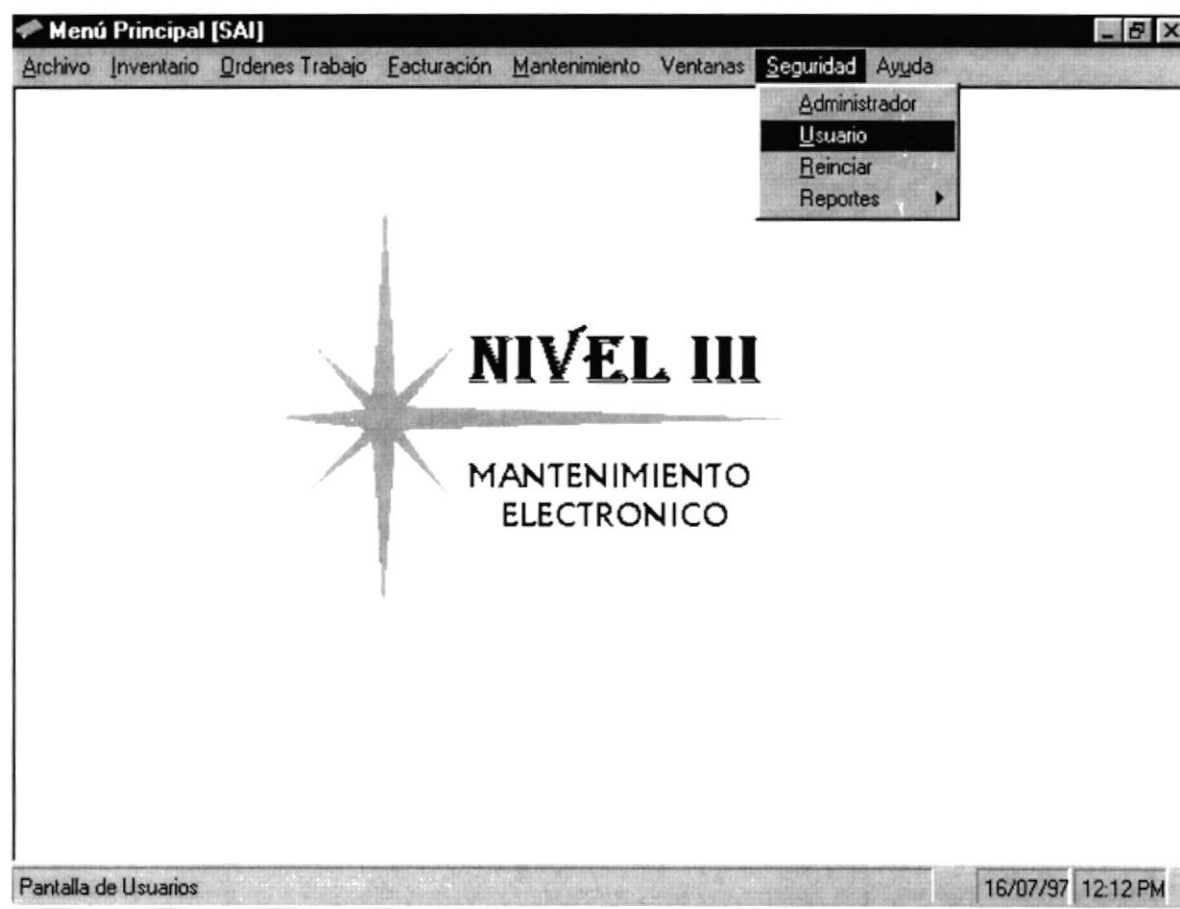 Menú Principal [SAI]
Archivo Inventario Ordenes Trabajo Facturación Mantenimiento Ventanas Seguridad Ayuda
Administrador
Usuario
Reinciar
Reportes
NIVEL III
MANTENIMIENTO
ELECTRONICO
Pantalla de Usuarios 16/07/97 12:12 PM